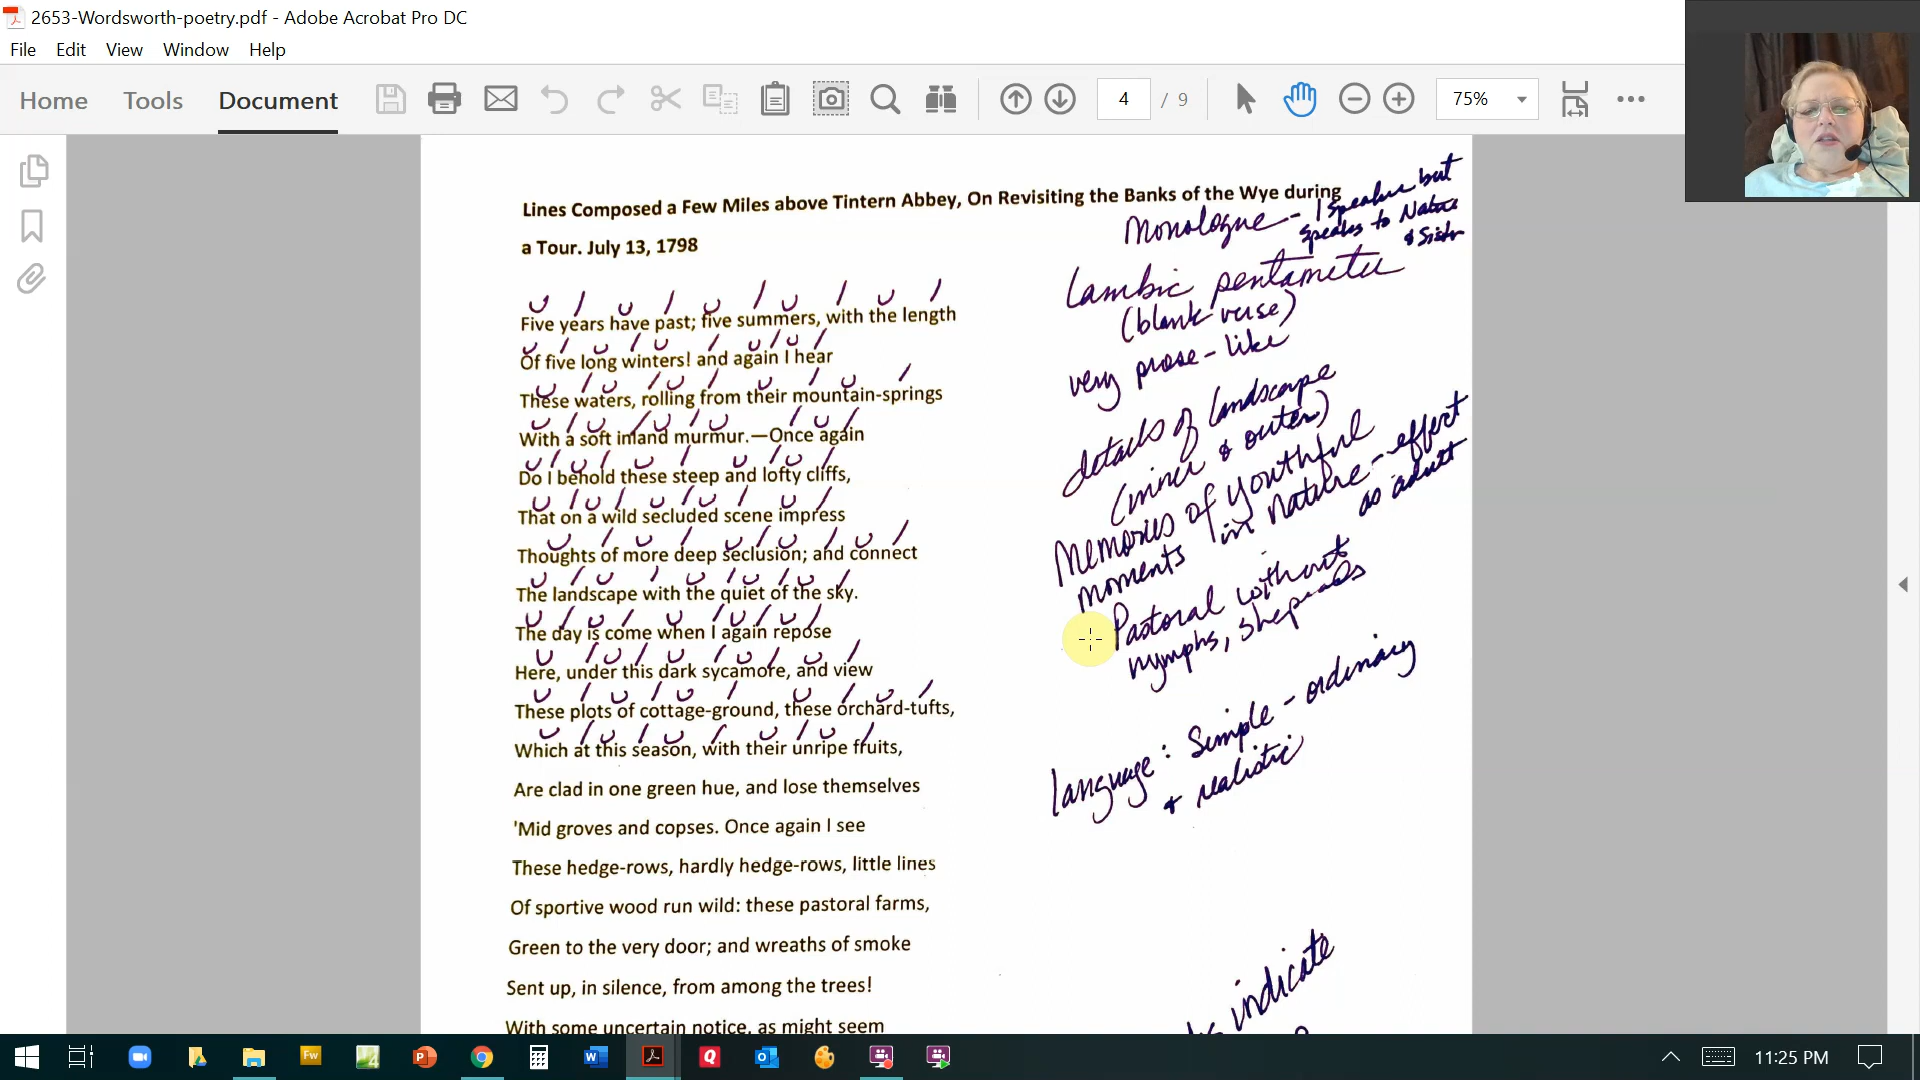 2653-Wordsworth-poetry.pdf - Adobe Acrobat Pro DC
File Edit View Window Help
Home Tools Document 4 / 9 75%
Lines Composed a Few Miles above Tintern Abbey, On Revisiting the Banks of the Wye during
a Tour. July 13, 1798
Monologue - 1 speaker but
speaks to Nature
& Sister
Iambic pentameter
(blank verse)
very prose-like
details of landscape
(inner & outer)
Memories of youthful
moments in nature -- effect
as adult
Pastoral without
nymphs, shepherds
language: Simple - ordinary
& realistic
indicate
Five years have past; five summers, with the length
Of five long winters! and again I hear
These waters, rolling from their mountain-springs
With a soft inland murmur.—Once again
Do I behold these steep and lofty cliffs,
That on a wild secluded scene impress
Thoughts of more deep seclusion; and connect
The landscape with the quiet of the sky.
The day is come when I again repose
Here, under this dark sycamore, and view
These plots of cottage-ground, these orchard-tufts,
Which at this season, with their unripe fruits,
Are clad in one green hue, and lose themselves
'Mid groves and copses. Once again I see
These hedge-rows, hardly hedge-rows, little lines
Of sportive wood run wild: these pastoral farms,
Green to the very door; and wreaths of smoke
Sent up, in silence, from among the trees!
With some uncertain notice, as might seem
11:25 PM